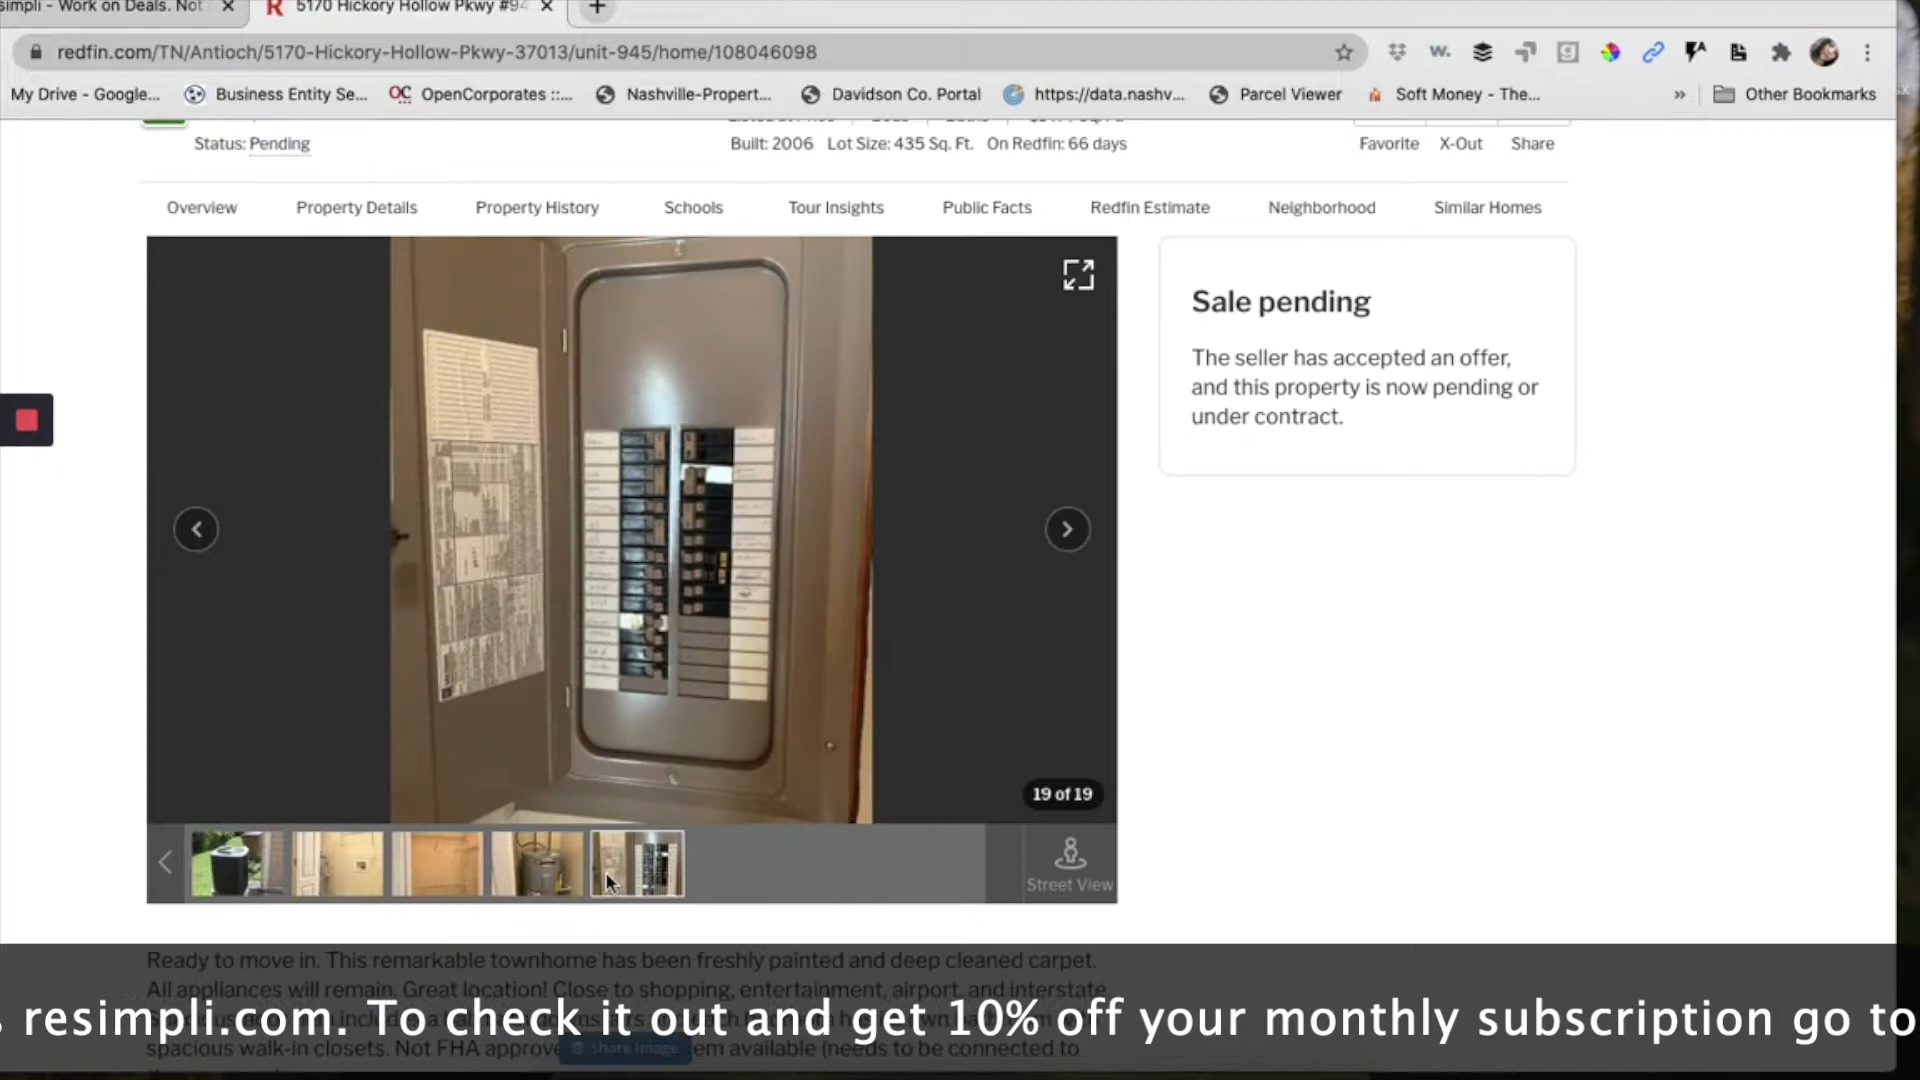 simpli - Work on Deals. Not
5170 Hickory Hollow Pkwy #94
redfin.com/TN/Antioch/5170-Hickory-Hollow-Pkwy-37013/unit-945/home/108046098
My Drive - Google... Business Entity Se... OC OpenCorporates ::... Nashville-Propert... Davidson Co. Portal https://data.nashv... Parcel Viewer Soft Money - The... » Other Bookmarks
Status: Pending
Built: 2006 Lot Size: 435 Sq. Ft. On Redfin: 66 days
Favorite X-Out Share
Overview Property Details Property History Schools Tour Insights Public Facts Redfin Estimate Neighborhood Similar Homes
Sale pending
The seller has accepted an offer,
and this property is now pending or
under contract.
19 of 19
Street View
Ready to move in. This remarkable townhome has been freshly painted and deep cleaned carpet.
All appliances will remain. Great location! Close to shopping, entertainment, airport, and interstate
resimpli.com. To check it out and get 10% off your monthly subscription go to
spacious walk-in closets. Not FHA approve
Share Image
em available (needs to be connected to